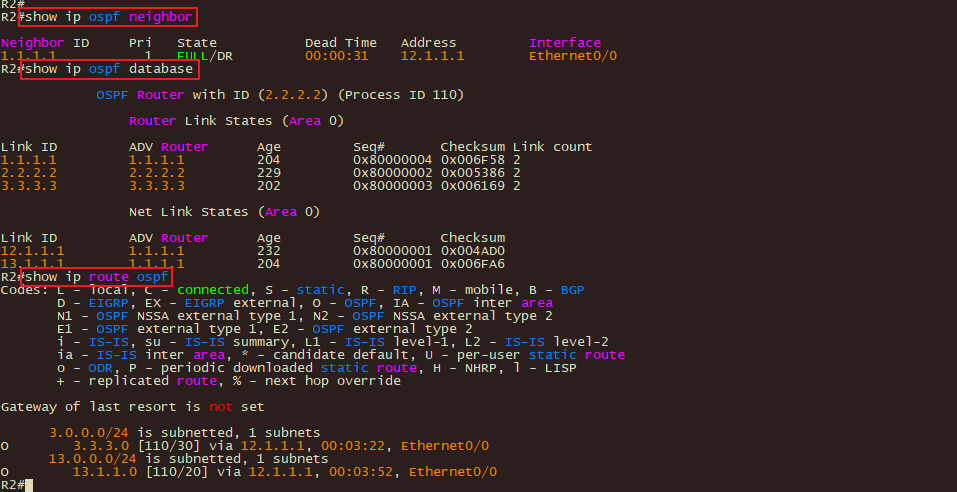 R2#
R2#show ip ospf neighbor
Neighbor ID     Pri   State           Dead Time   Address         Interface
1.1.1.1           1   FULL/DR         00:00:31    12.1.1.1        Ethernet0/0
R2#show ip ospf database
            OSPF Router with ID (2.2.2.2) (Process ID 110)
                Router Link States (Area 0)
Link ID         ADV Router      Age         Seq#       Checksum Link count
1.1.1.1         1.1.1.1         204         0x80000004 0x006F58 2
2.2.2.2         2.2.2.2         229         0x80000002 0x005386 2
3.3.3.3         3.3.3.3         202         0x80000003 0x006169 2
                Net Link States (Area 0)
Link ID         ADV Router      Age         Seq#       Checksum
12.1.1.1        1.1.1.1         232         0x80000001 0x004AD0
13.1.1.1        1.1.1.1         204         0x80000001 0x006FA6
R2#show ip route ospf
Codes: L - local, C - connected, S - static, R - RIP, M - mobile, B - BGP
       D - EIGRP, EX - EIGRP external, O - OSPF, IA - OSPF inter area
       N1 - OSPF NSSA external type 1, N2 - OSPF NSSA external type 2
       E1 - OSPF external type 1, E2 - OSPF external type 2
       i - IS-IS, su - IS-IS summary, L1 - IS-IS level-1, L2 - IS-IS level-2
       ia - IS-IS inter area, * - candidate default, U - per-user static route
       o - ODR, P - periodic downloaded static route, H - NHRP, l - LISP
       + - replicated route, % - next hop override
Gateway of last resort is not set
      3.0.0.0/24 is subnetted, 1 subnets
O        3.3.3.0 [110/30] via 12.1.1.1, 00:03:22, Ethernet0/0
      13.0.0.0/24 is subnetted, 1 subnets
O        13.1.1.0 [110/20] via 12.1.1.1, 00:03:52, Ethernet0/0
R2#